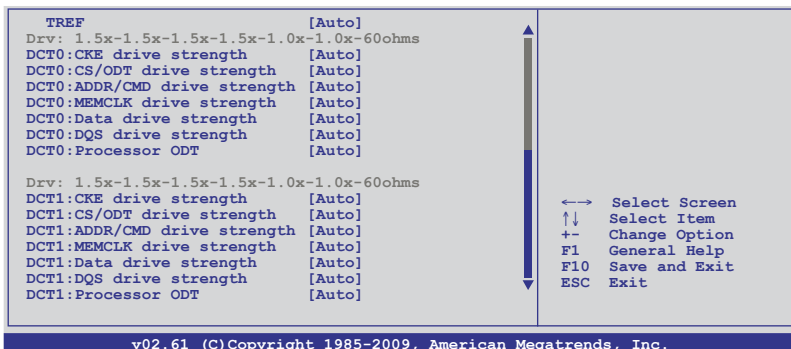 TREF [Auto]
Drv: 1.5x-1.5x-1.5x-1.5x-1.0x-1.0x-60ohms
DCT0:CKE drive strength [Auto]
DCT0:CS/ODT drive strength [Auto]
DCT0:ADDR/CMD drive strength [Auto]
DCT0:MEMCLK drive strength [Auto]
DCT0:Data drive strength [Auto]
DCT0:DQS drive strength [Auto]
DCT0:Processor ODT [Auto]
Drv: 1.5x-1.5x-1.5x-1.5x-1.0x-1.0x-60ohms
DCT1:CKE drive strength [Auto]
DCT1:CS/ODT drive strength [Auto]
DCT1:ADDR/CMD drive strength [Auto]
DCT1:MEMCLK drive strength [Auto]
DCT1:Data drive strength [Auto]
DCT1:DQS drive strength [Auto]
DCT1:Processor ODT [Auto]
←→ Select Screen
↑↓ Select Item
+- Change Option
F1 General Help
F10 Save and Exit
ESC Exit
v02.61 (C)Copyright 1985-2009, American Megatrends, Inc.